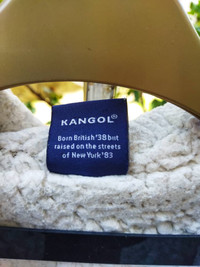 KANGOL®
Born British '38 but
raised on the streets
of New York '83